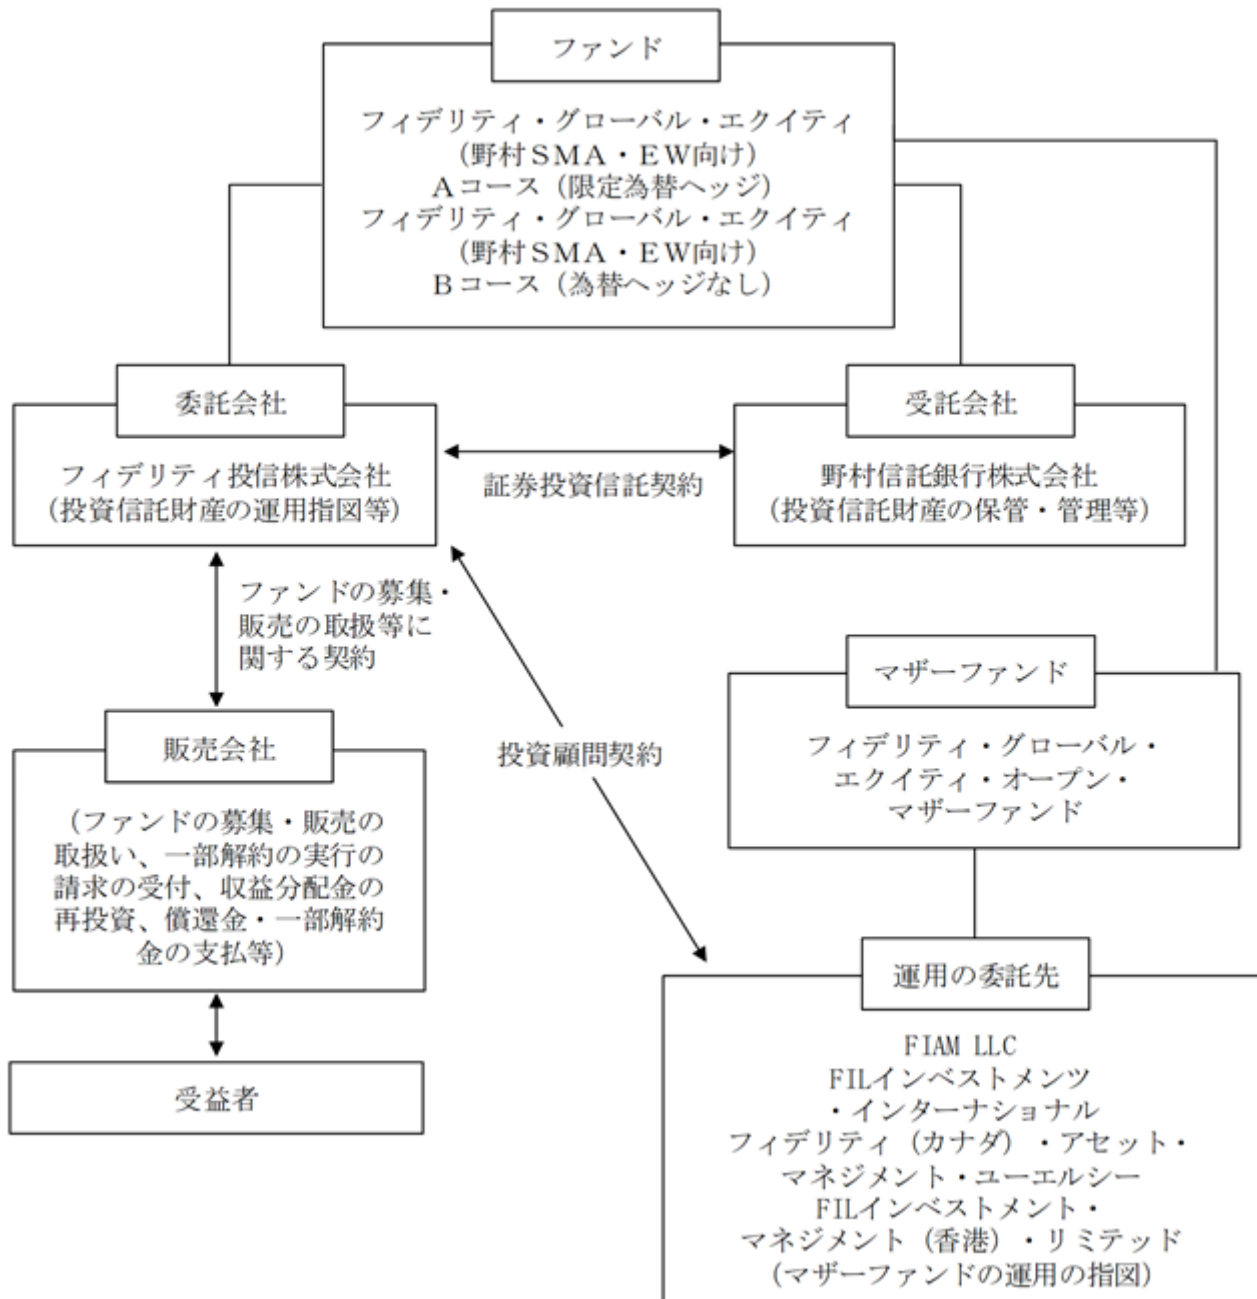 ファンド
フィデリティ・グローバル・エクイティ
(野村SMA・EW向け)
Aコース(限定為替ヘッジ)
フィデリティ・グローバル・エクイティ
(野村SMA・EW向け)
Bコース(為替ヘッジなし)
委託会社
フィデリティ投信株式会社
(投資信託財産の運用指図等)
証券投資信託契約
受託会社
野村信託銀行株式会社
(投資信託財産の保管・管理等)
ファンドの募集・
販売の取扱等に
関する契約
投資顧問契約
マザーファンド
フィデリティ・グローバル・
エクイティ・オープン・
マザーファンド
販売会社
(ファンドの募集・販売の
取扱い、一部解約の実行の
請求の受付、収益分配金の
再投資、償還金・一部解約
金の支払等)
受益者
運用の委託先
FIAM LLC
FILインベストメンツ
・インターナショナル
フィデリティ(カナダ)・アセット・
マネジメント・ユーエルシー
FILインベストメント・
マネジメント(香港)・リミテッド
(マザーファンドの運用の指図)